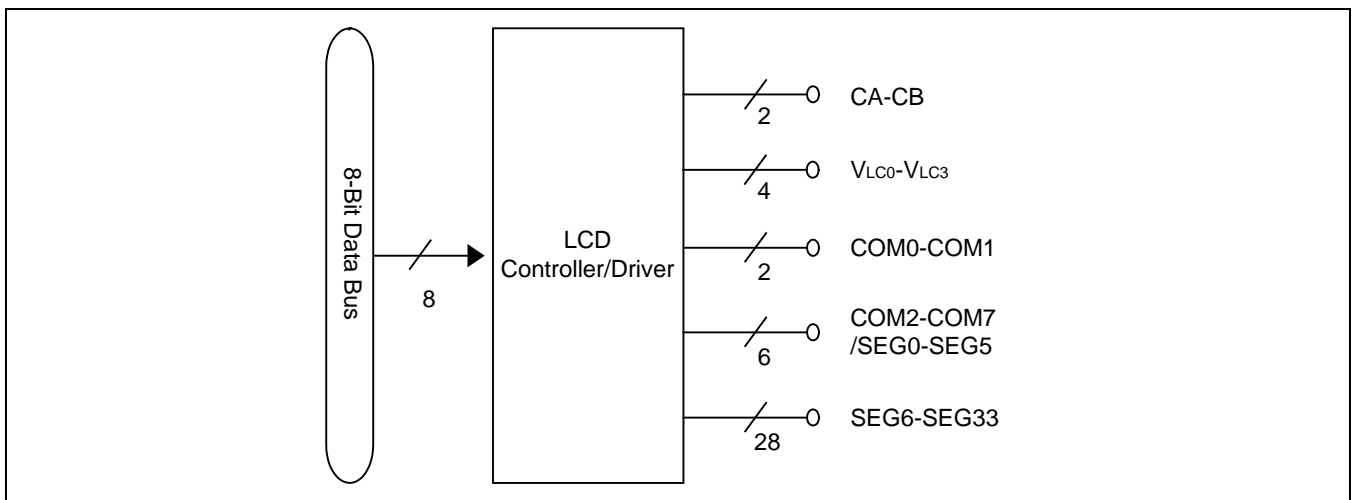 8-Bit Data Bus
8
LCD
Controller/Driver
2
CA-CB
4
VLC0-VLC3
2
COM0-COM1
6
COM2-COM7
/SEG0-SEG5
28
SEG6-SEG33